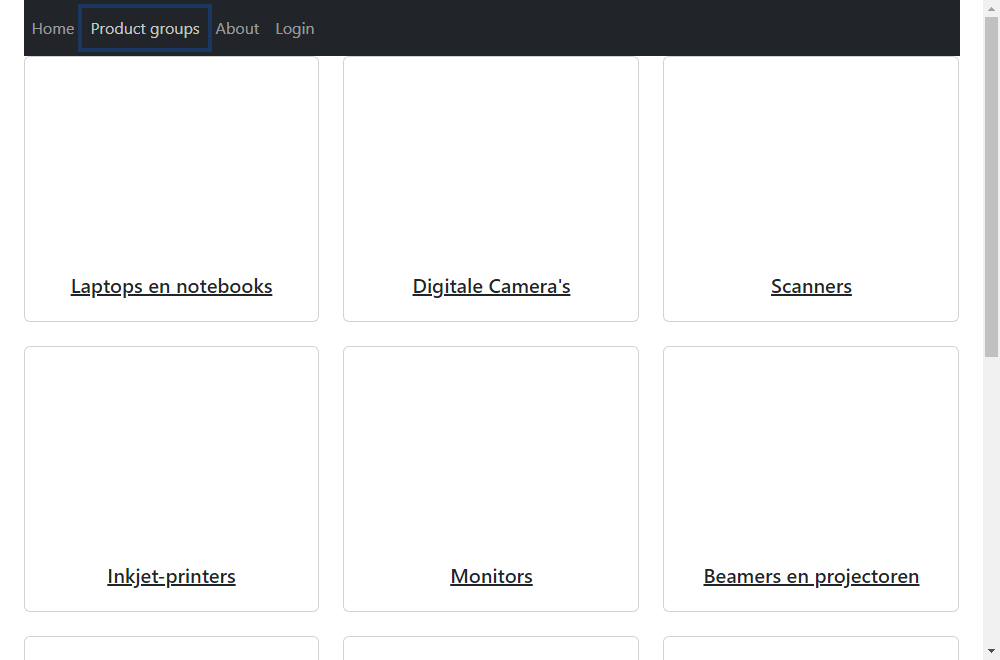 Home Product groups About Login
Laptops en notebooks Digitale Camera's Scanners
Inkjet-printers Monitors Beamers en projectoren